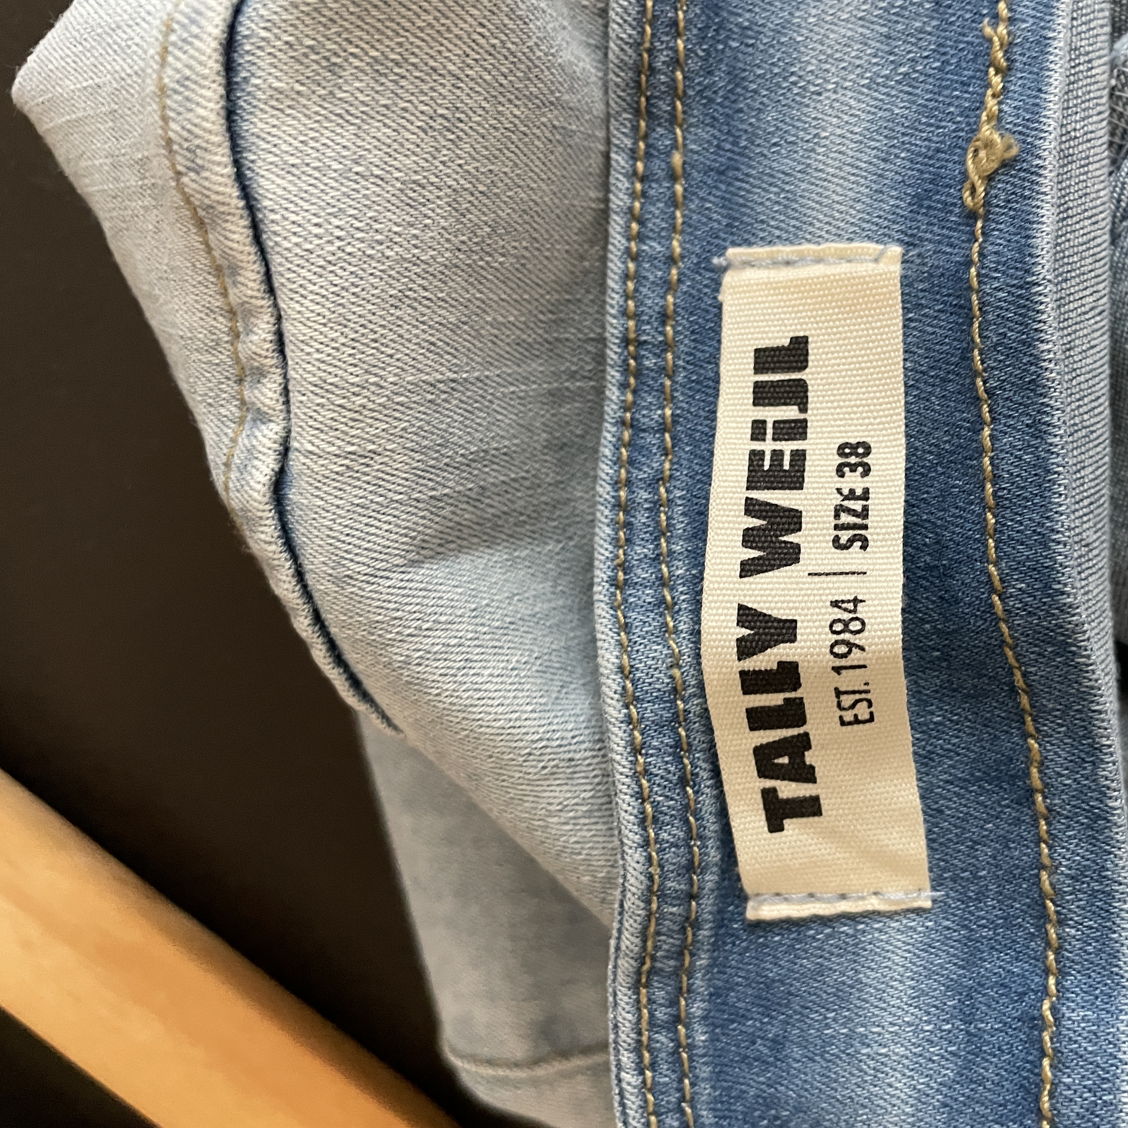 TALLY WEiJL
EST. 1984 | SIZE 38